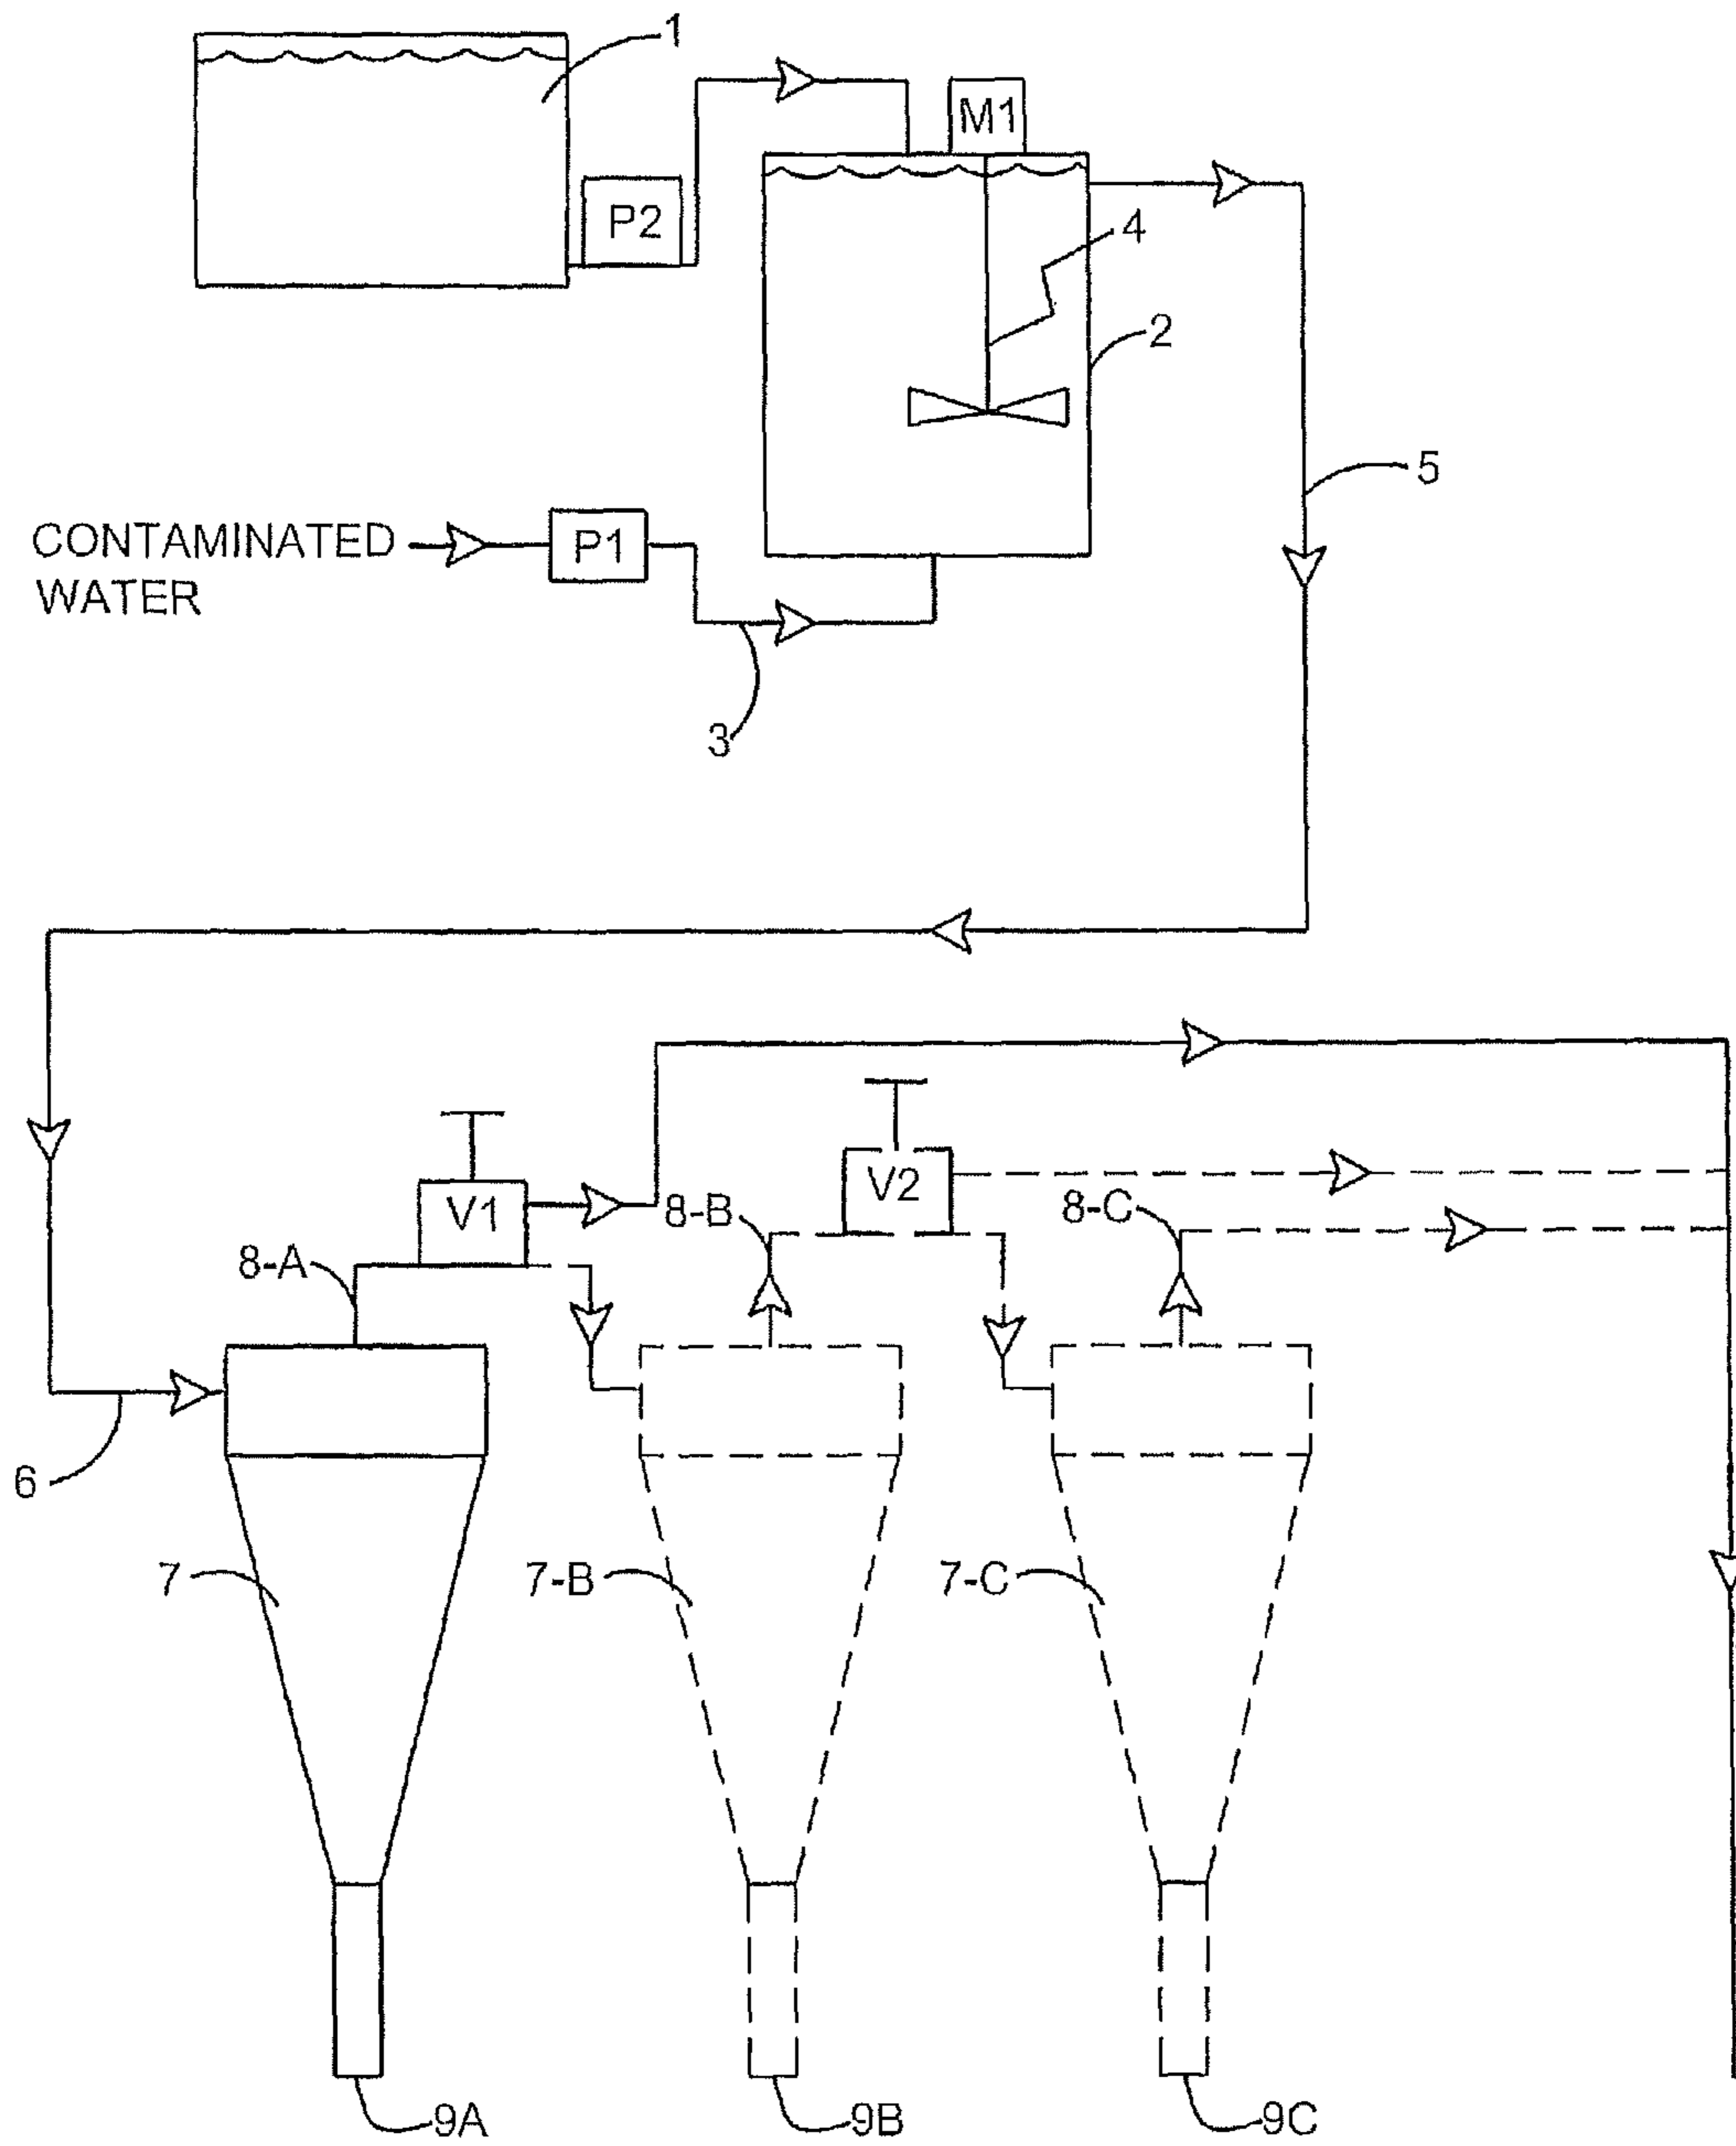 1
M1
P2
4
2
5
CONTAMINATED
WATER
P1
3
V1
V2
8-B
8-C
8-A
6
7
7-B
7-C
9A
9B
9C